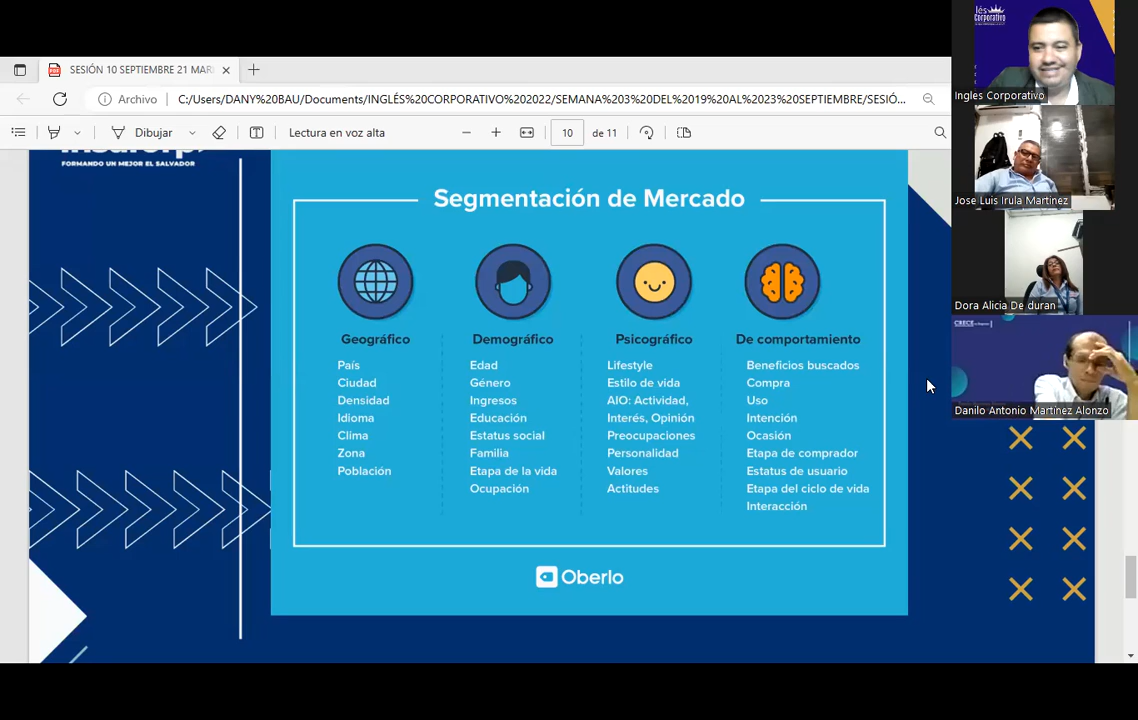 SESIÓN 10 SEPTIEMBRE 21 MAR
Archivo
C:/Users/DANY%20BAU/Documents/INGLÉS%20CORPORATIVO%202022/SEMANA%203%20DEL%2019%20AL%2023%20SEPTIEMBRE/SESIÓ...
Dibujar
Lectura en voz alta
10
de 11
FORMANDO UN MEJOR EL SALVADOR
Segmentación de Mercado
Geográfico
País
Ciudad
Densidad
Idioma
Clima
Zona
Población
Demográfico
Edad
Género
Ingresos
Educación
Estatus social
Familia
Etapa de la vida
Ocupación
Psicográfico
Lifestyle
Estilo de vida
AIO: Actividad,
Interés, Opinión
Preocupaciones
Personalidad
Valores
Actitudes
De comportamiento
Beneficios buscados
Compra
Uso
Intención
Ocasión
Etapa de comprador
Estatus de usuario
Etapa del ciclo de vida
Interacción
Oberlo
lés
Corporativo
Ingles Corporativo
Jose Luis Irula Martinez
Dora Alicia De duran
CRECE
Danilo Antonio Martínez Alonzo